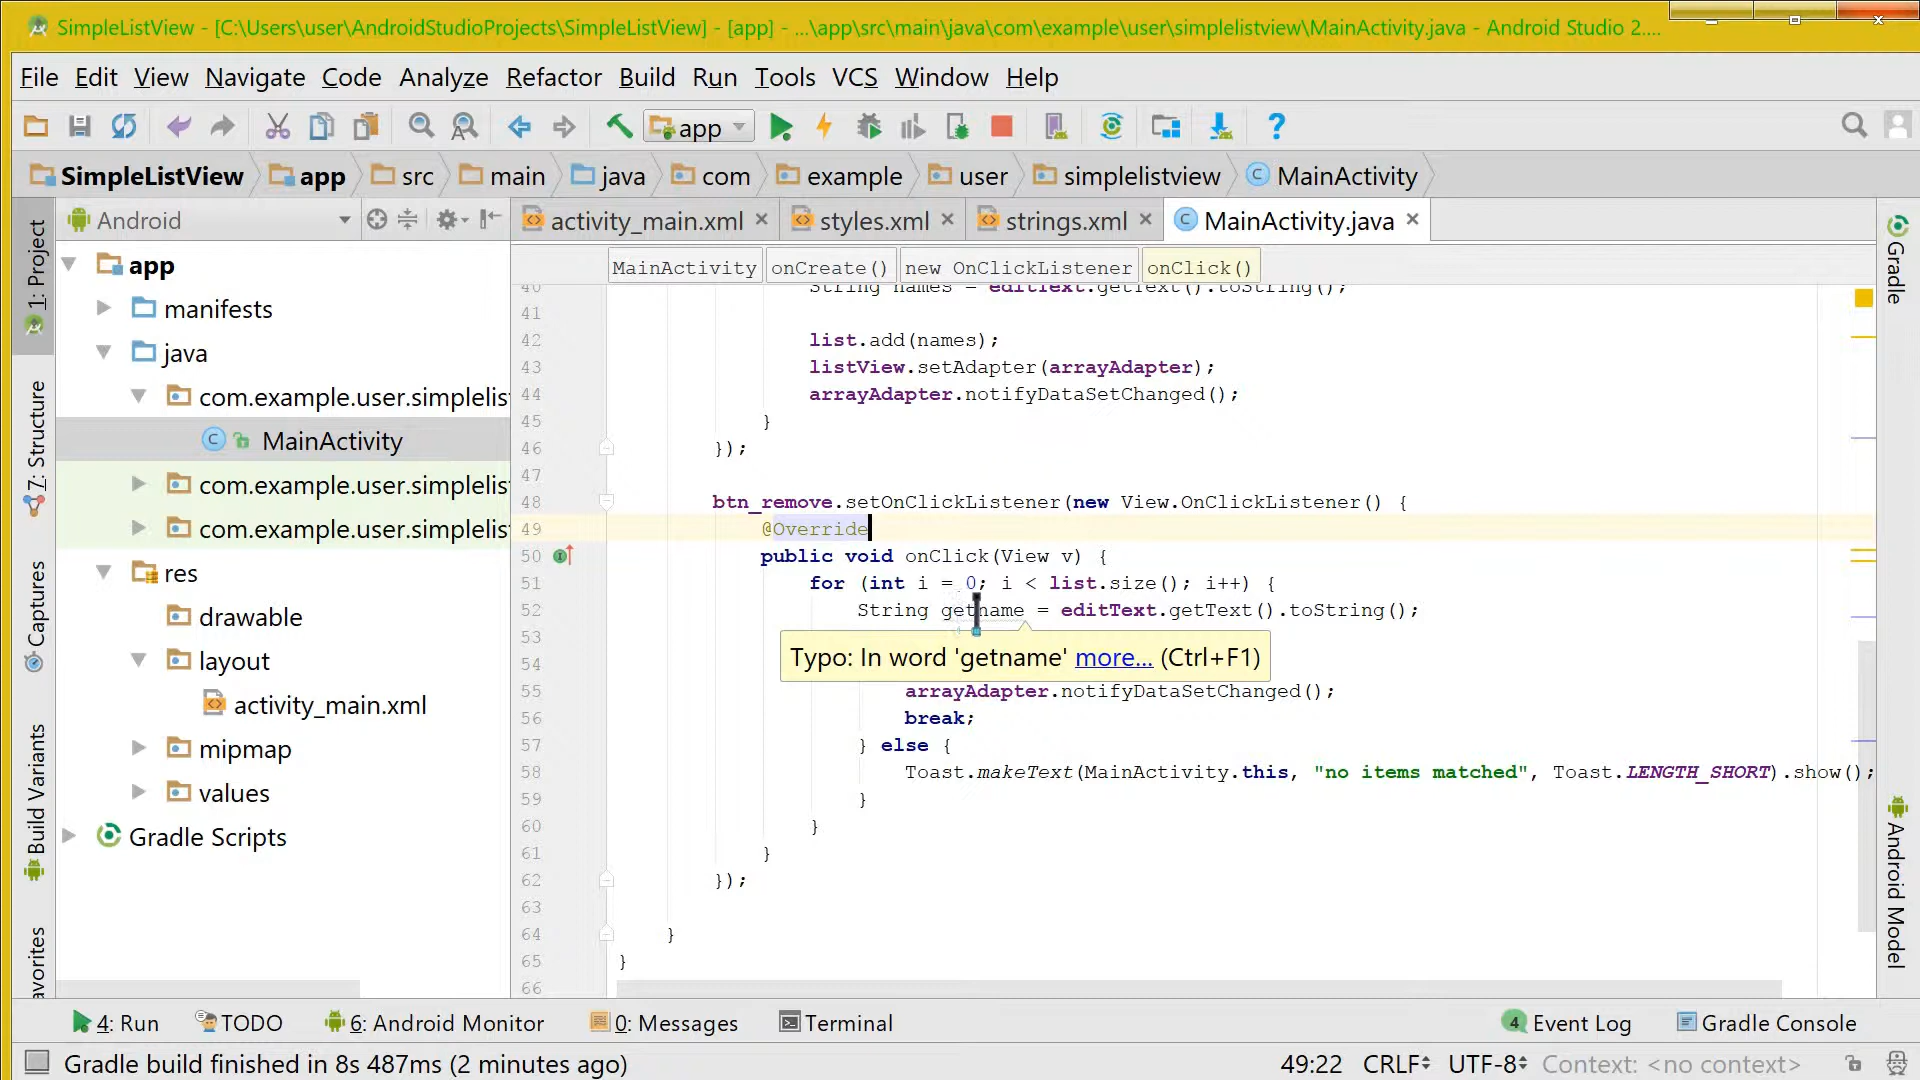 SimpleListView - [C:\Users\user\AndroidStudioProjects\SimpleListView] - [app] - ...\app\src\main\java\com\example\user\simplelistview\MainActivity.java - Android Studio 2....
File Edit View Navigate Code Analyze Refactor Build Run Tools VCS Window Help
app
SimpleListView app src main java com example user simplelistview MainActivity
Android
activity_main.xml styles.xml strings.xml MainActivity.java
MainActivity onCreate() new OnClickListener onClick()
1: Project
7: Structure
Captures
Build Variants
avorites
app
manifests
java
com.example.user.simplelis
MainActivity
com.example.user.simplelis
com.example.user.simplelis
res
drawable
layout
activity_main.xml
mipmap
values
Gradle Scripts
40 String names = editText.getText().toString();
41
42 list.add(names);
43 listView.setAdapter(arrayAdapter);
44 arrayAdapter.notifyDataSetChanged();
45 }
46 });
47
48 btn_remove.setOnClickListener(new View.OnClickListener() {
49 @Override
50 public void onClick(View v) {
51 for (int i = 0; i < list.size(); i++) {
52 String getname = editText.getText().toString();
53
Typo: In word 'getname' more... (Ctrl+F1)
54
55 arrayAdapter.notifyDataSetChanged();
56 break;
57 } else {
58 Toast.makeText(MainActivity.this, "no items matched", Toast.LENGTH_SHORT).show();
59 }
60 }
61 }
62 });
63
64 }
65 }
66
Gradle
Android Model
4: Run TODO 6: Android Monitor 0: Messages Terminal 4 Event Log Gradle Console
Gradle build finished in 8s 487ms (2 minutes ago) 49:22 CRLF UTF-8 Context: <no context>